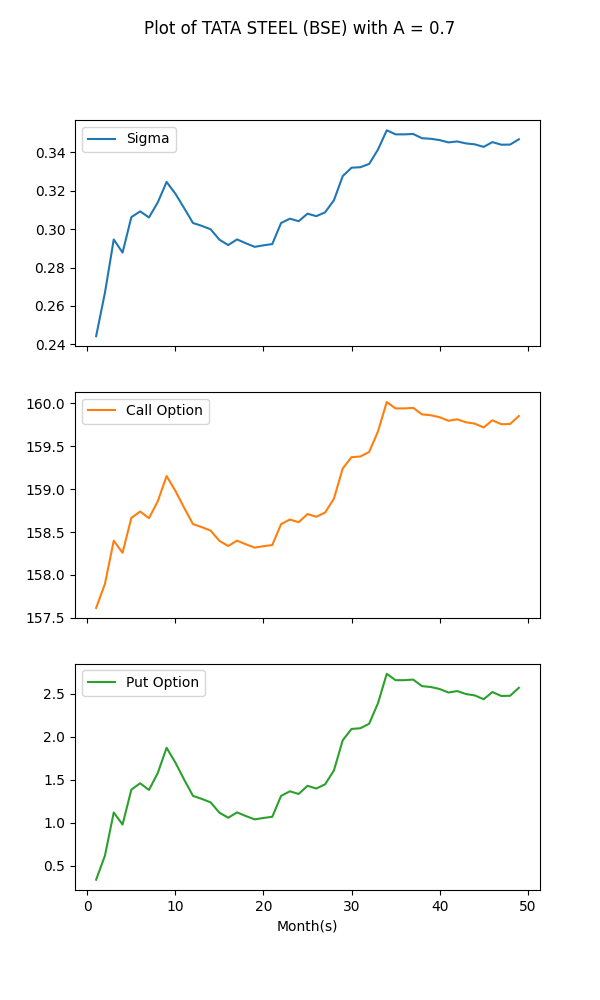 Plot of TATA STEEL (BSE) with A = 0.7
Sigma
0.34
0.32
0.30
0.28
0.26
0.24
Call Option
160.0
159.5
159.0
158.5
158.0
157.5
Put Option
2.5
2.0
1.5
1.0
0.5
0 10 20 30 40 50
Month(s)